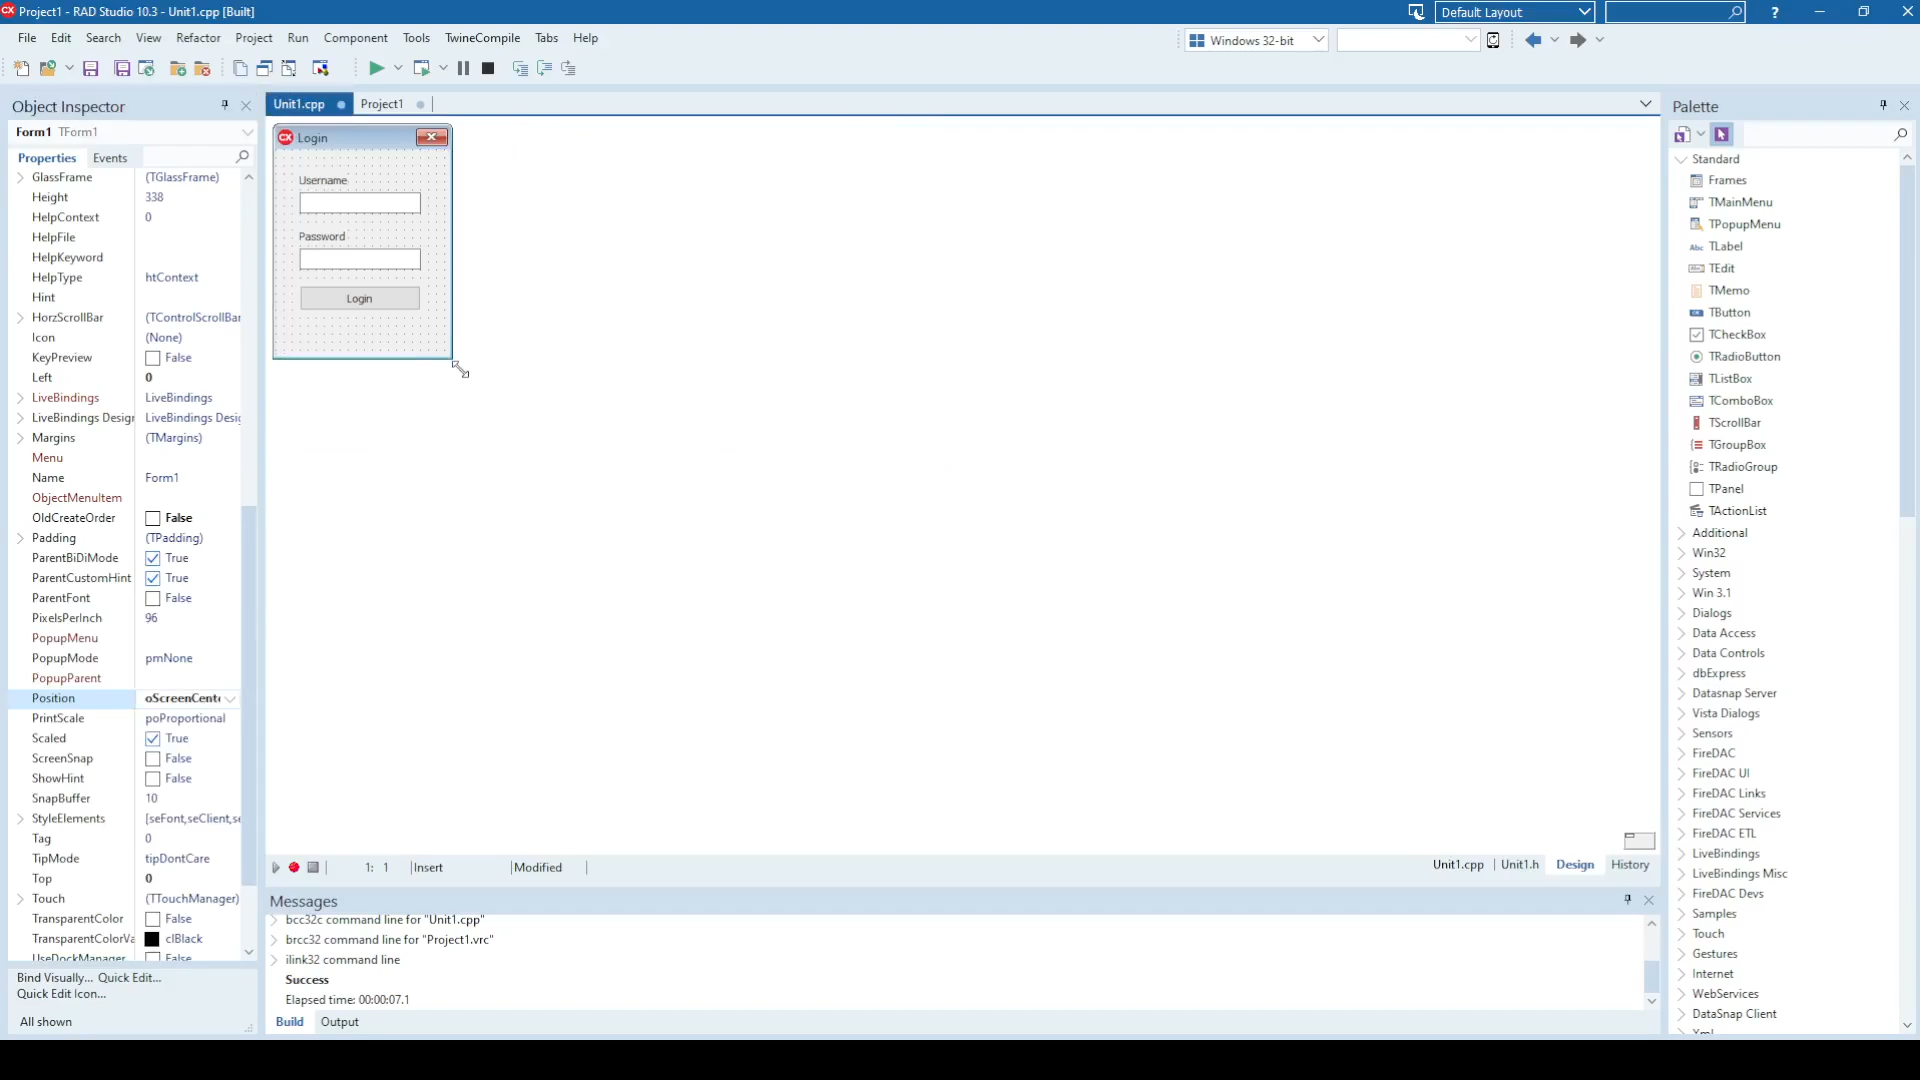 Project1 - RAD Studio 10.3 - Unit1.cpp [Built]
Default Layout
?
File Edit Search View Refactor Project Run Component Tools TwineCompile Tabs Help
Windows 32-bit
Object Inspector
Form1 TForm1
Properties Events
GlassFrame (TGlassFrame)
Height 338
HelpContext 0
HelpFile
HelpKeyword
HelpType htContext
Hint
HorzScrollBar (TControlScrollBar
Icon (None)
KeyPreview False
Left 0
LiveBindings LiveBindings
LiveBindings Design LiveBindings Desig
Margins (TMargins)
Menu
Name Form1
ObjectMenuItem
OldCreateOrder False
Padding (TPadding)
ParentBiDiMode True
ParentCustomHint True
ParentFont False
PixelsPerInch 96
PopupMenu
PopupMode pmNone
PopupParent
Position oScreenCente
PrintScale poProportional
Scaled True
ScreenSnap False
ShowHint False
SnapBuffer 10
StyleElements [seFont,seClient,se
Tag 0
TipMode tipDontCare
Top 0
Touch (TTouchManager)
TransparentColor False
TransparentColorVa clBlack
UseDockManager False
Bind Visually... Quick Edit...
Quick Edit Icon...
All shown
Unit1.cpp Project1
CX Login
Username
Password
Login
1: 1 Insert Modified
Unit1.cpp Unit1.h Design History
Messages
bcc32c command line for "Unit1.cpp"
brcc32 command line for "Project1.vrc"
ilink32 command line
Success
Elapsed time: 00:00:07.1
Build Output
Palette
Standard
Frames
TMainMenu
TPopupMenu
Abc TLabel
TEdit
TMemo
TButton
TCheckBox
TRadioButton
TListBox
TComboBox
TScrollBar
TGroupBox
TRadioGroup
TPanel
TActionList
Additional
Win32
System
Win 3.1
Dialogs
Data Access
Data Controls
dbExpress
Datasnap Server
Vista Dialogs
Sensors
FireDAC
FireDAC UI
FireDAC Links
FireDAC Services
FireDAC ETL
LiveBindings
LiveBindings Misc
FireDAC Devs
Samples
Touch
Gestures
Internet
WebServices
DataSnap Client
Xml